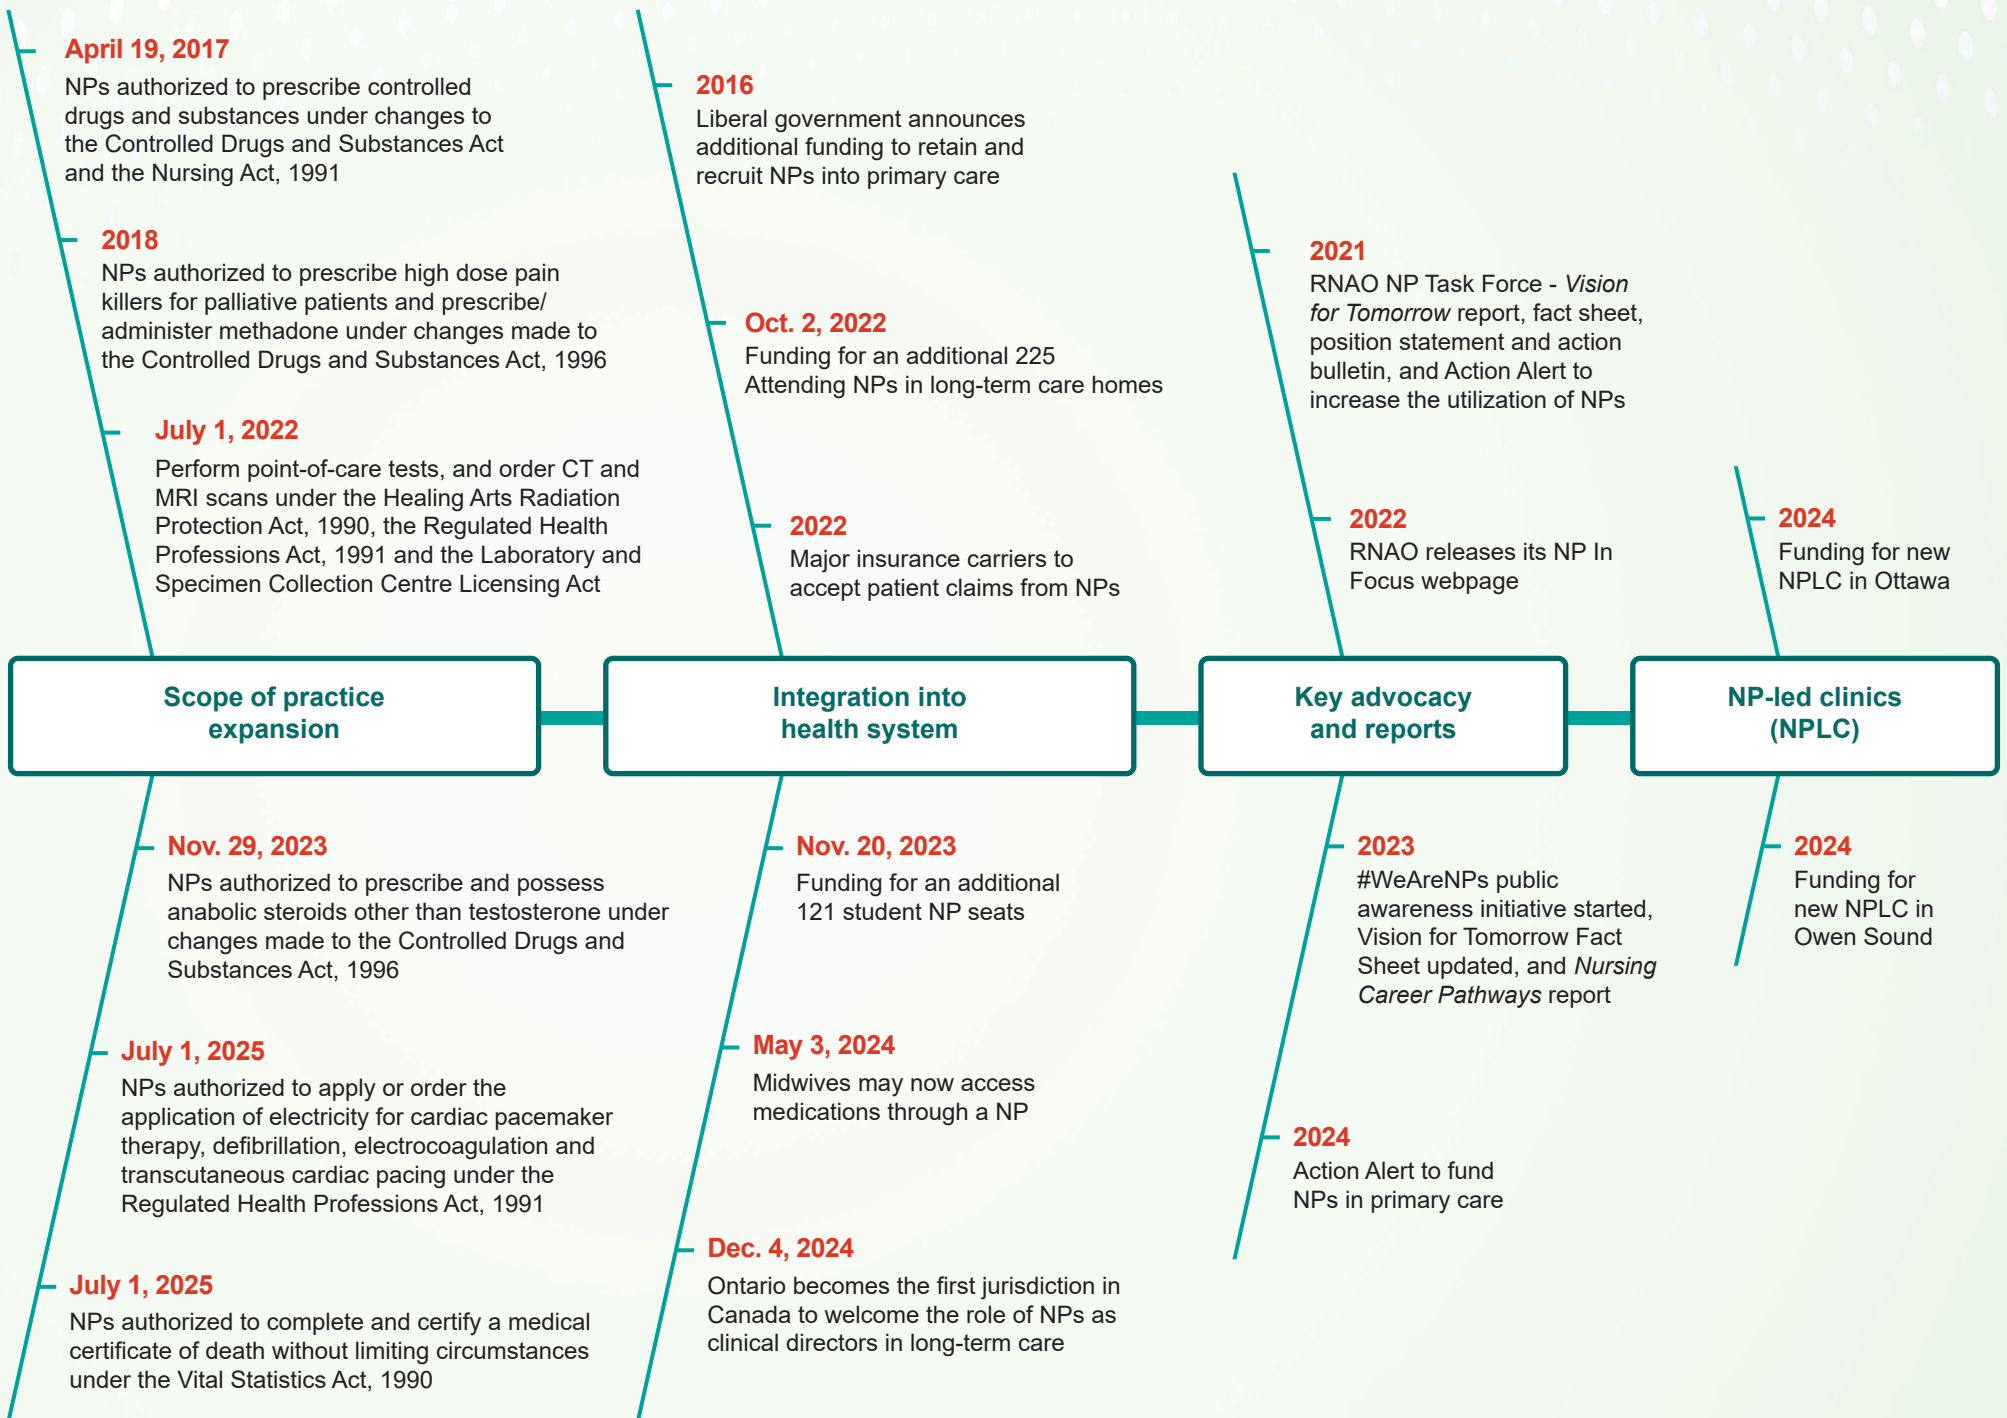 April 19, 2017
NPs authorized to prescribe controlled
drugs and substances under changes to
the Controlled Drugs and Substances Act
and the Nursing Act, 1991
2018
NPs authorized to prescribe high dose pain
killers for palliative patients and prescribe/
administer methadone under changes made to
the Controlled Drugs and Substances Act, 1996
July 1, 2022
Perform point-of-care tests, and order CT and
MRI scans under the Healing Arts Radiation
Protection Act, 1990, the Regulated Health
Professions Act, 1991 and the Laboratory and
Specimen Collection Centre Licensing Act
Scope of practice
expansion
Nov. 29, 2023
NPs authorized to prescribe and possess
anabolic steroids other than testosterone under
changes made to the Controlled Drugs and
Substances Act, 1996
July 1, 2025
NPs authorized to apply or order the
application of electricity for cardiac pacemaker
therapy, defibrillation, electrocoagulation and
transcutaneous cardiac pacing under the
Regulated Health Professions Act, 1991
July 1, 2025
NPs authorized to complete and certify a medical
certificate of death without limiting circumstances
under the Vital Statistics Act, 1990
2016
Liberal government announces
additional funding to retain and
recruit NPs into primary care
Oct. 2, 2022
Funding for an additional 225
Attending NPs in long-term care homes
2022
Major insurance carriers to
accept patient claims from NPs
Integration into
health system
Nov. 20, 2023
Funding for an additional
121 student NP seats
May 3, 2024
Midwives may now access
medications through a NP
Dec. 4, 2024
Ontario becomes the first jurisdiction in
Canada to welcome the role of NPs as
clinical directors in long-term care
2021
RNAO NP Task Force - Vision
for Tomorrow report, fact sheet,
position statement and action
bulletin, and Action Alert to
increase the utilization of NPs
2022
RNAO releases its NP In
Focus webpage
Key advocacy
and reports
2023
#WeAreNPs public
awareness initiative started,
Vision for Tomorrow Fact
Sheet updated, and Nursing
Career Pathways report
2024
Action Alert to fund
NPs in primary care
2024
Funding for new
NPLC in Ottawa
NP-led clinics
(NPLC)
2024
Funding for
new NPLC in
Owen Sound